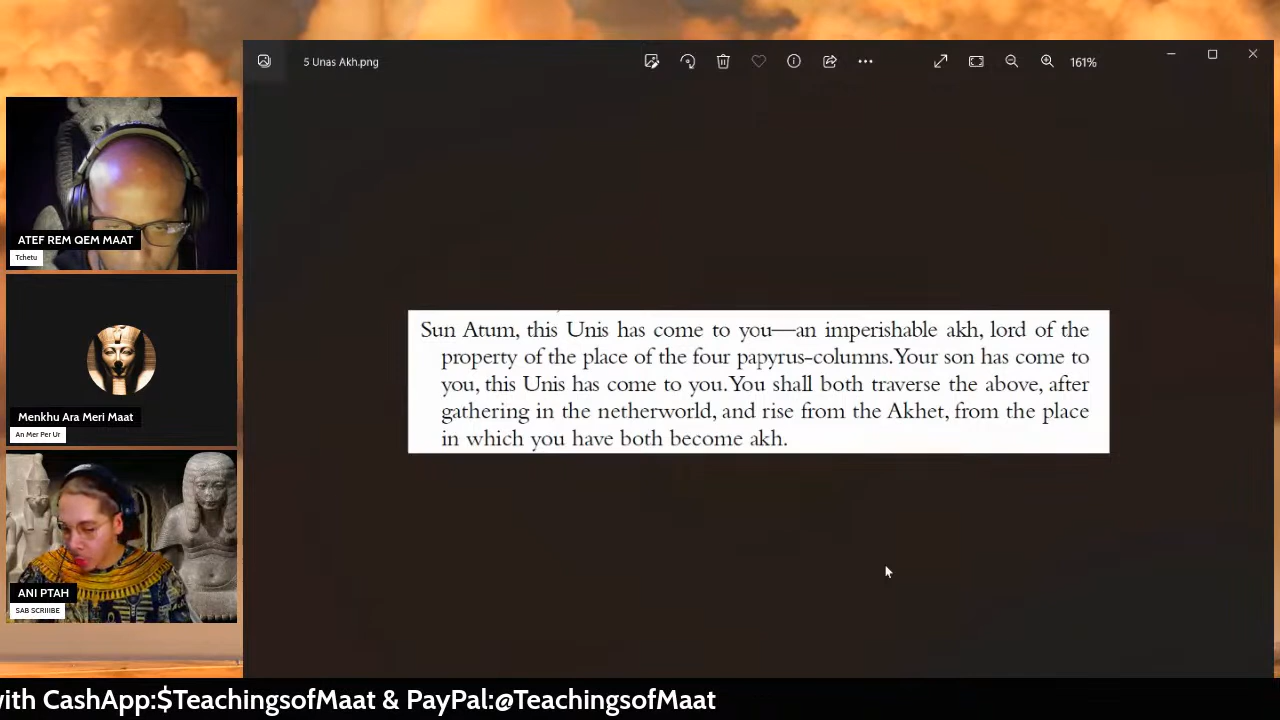 5 Unas Akh.png
161%
ATEF REM QEM MAAT
Tchetu
Menkhu Ara Meri Maat
An Mer Per Ur
ANI PTAH
SAB SCRIIIBE
Sun Atum, this Unis has come to you—an imperishable akh, lord of the
property of the place of the four papyrus-columns.Your son has come to
you, this Unis has come to you.You shall both traverse the above, after
gathering in the netherworld, and rise from the Akhet, from the place
in which you have both become akh.
with CashApp:$TeachingsofMaat & PayPal:@TeachingsofMaat